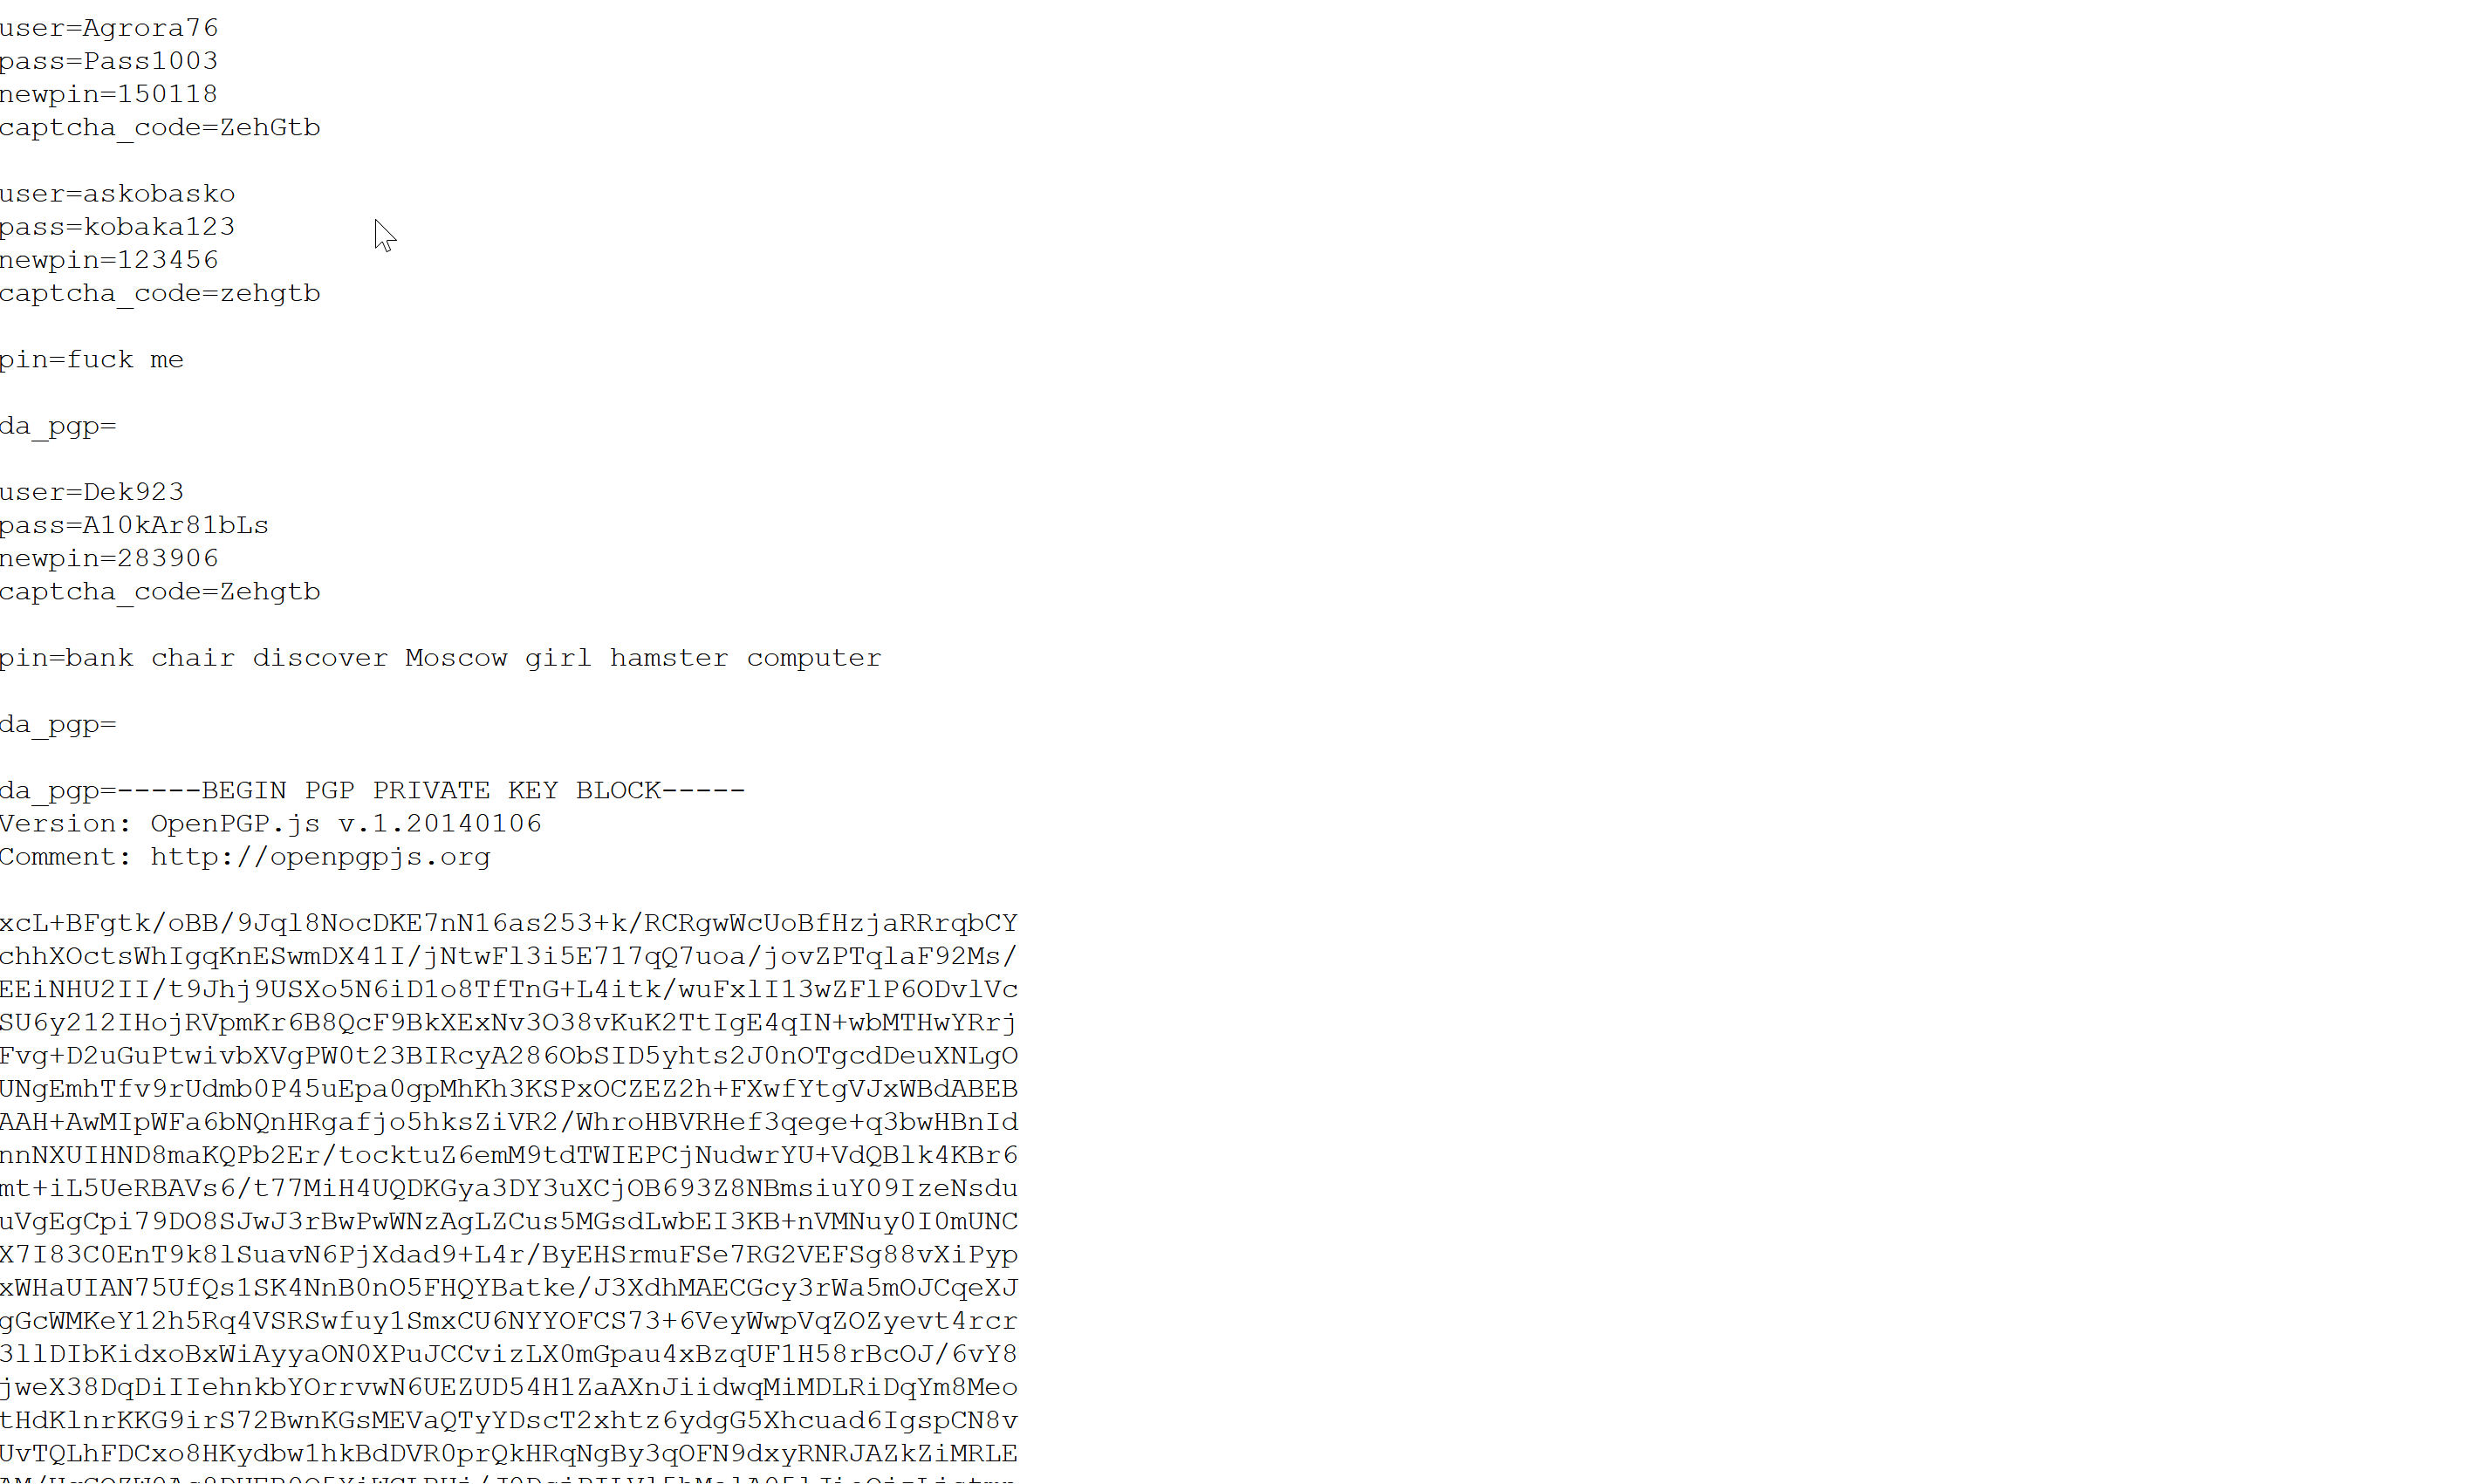 user=Agrora76
pass=Pass1003
newpin=150118
captcha_code=ZehGtb
user=askobasko
pass=kobaka123
newpin=123456
captcha_code=zehgtb
pin=fuck me
da_pgp=
user=Dek923
pass=A10kAr81bLs
newpin=283906
captcha_code=Zehgtb
pin=bank chair discover Moscow girl hamster computer
da_pgp=
da_pgp=-----BEGIN PGP PRIVATE KEY BLOCK-----
Version: OpenPGP.js v.1.20140106
Comment: http://openpgpjs.org
xcL+BFgtk/oBB/9Jql8NocDKE7nN16as253+k/RCRgwWcUoBfHzjaRRrqbCY
chhXOctsWhIgqKnESwmDX41I/jNtwFl3i5E717qQ7uoa/jovZPTqlaF92Ms/
EEiNHU2II/t9Jhj9USXo5N6iD1o8TfTnG+L4itk/wuFxlI13wZFlP6ODvlVc
SU6y212IHojRVpmKr6B8QcF9BkXExNv3O38vKuK2TtIgE4qIN+wbMTHwYRrj
Fvg+D2uGuPtwivbXVgPW0t23BIRcyA286ObSID5yhts2J0nOTgcdDeuXNLgO
UNgEmhTfv9rUdmb0P45uEpa0gpMhKh3KSPxOCZEZ2h+FXwfYtgVJxWBdABEB
AAH+AwMIpWFa6bNQnHRgafjo5hksZiVR2/WhroHBVRHef3qege+q3bwHBnId
nnNXUIHND8maKQPb2Er/tocktuZ6emM9tdTWIEPCjNudwrYU+VdQBlk4KBr6
mt+iL5UeRBAVs6/t77MiH4UQDKGya3DY3uXCjOB693Z8NBmsiuY09IzeNsdu
uVgEgCpi79DO8SJwJ3rBwPwWNzAgLZCus5MGsdLwbEI3KB+nVMNuy0I0mUNC
X7I83C0EnT9k8lSuavN6PjXdad9+L4r/ByEHSrmuFSe7RG2VEFSg88vXiPyp
xWHaUIAN75UfQs1SK4NnB0nO5FHQYBatke/J3XdhMAECGcy3rWa5mOJCqeXJ
gGcWMKeY12h5Rq4VSRSwfuy1SmxCU6NYYOFCS73+6VeyWwpVqZOZyevt4rcr
3llDIbKidxoBxWiAyyaON0XPuJCCvizLX0mGpau4xBzqUF1H58rBcOJ/6vY8
jweX38DqDiIIehnkbYOrrvwN6UEZUD54H1ZaAXnJiidwqMiMDLRiDqYm8Meo
tHdKlnrKKG9irS72BwnKGsMEVaQTyYDscT2xhtz6ydgG5Xhcuad6IgspCN8v
UvTQLhFDCxo8HKydbw1hkBdDVR0prQkHRqNgBy3qOFN9dxyRNRJAZkZiMRLE